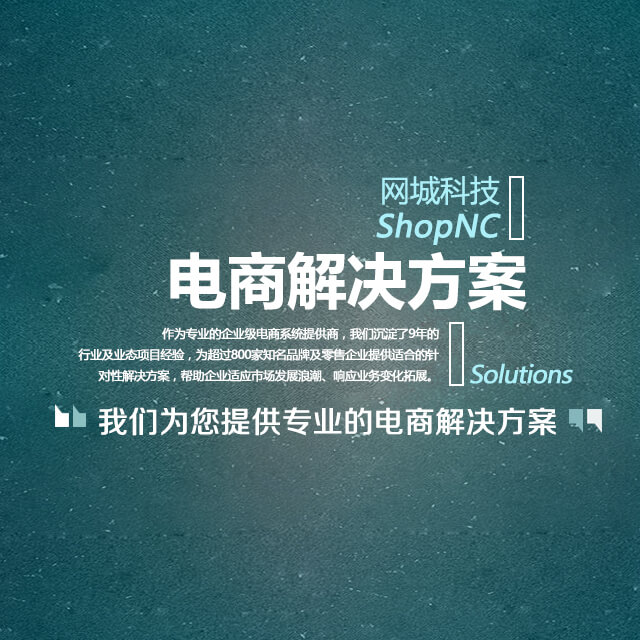 网城科技
ShopNC
电商解决方案
作为专业的企业级电商系统提供商，我们沉淀了9年的
行业及业态项目经验，为超过800家知名品牌及零售企业提供适合的针
对性解决方案，帮助企业适应市场发展浪潮、响应业务变化拓展。
Solutions
我们为您提供专业的电商解决方案